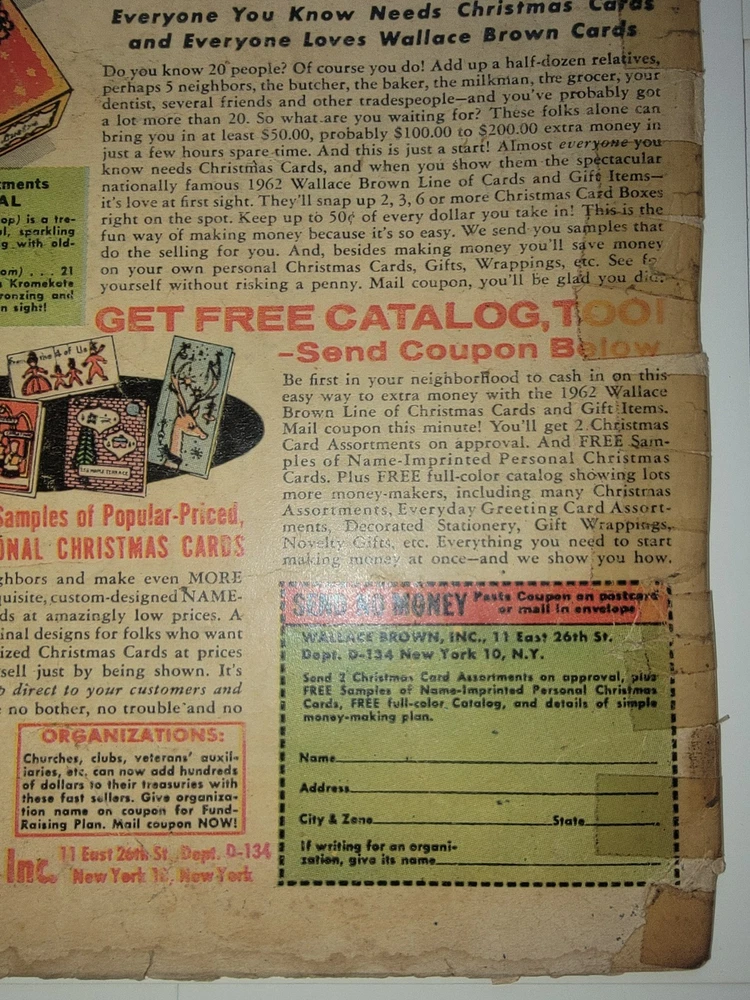 Everyone You Know Needs Christmas Cards
and Everyone Loves Wallace Brown Cards
Do you know 20 people? Of course you do! Add up a half-dozen relatives,
perhaps 5 neighbors, the butcher, the baker, the milkman, the grocer, your
dentist, several friends and other tradespeople—and you've probably got
a lot more than 20. So what are you waiting for? These folks alone can
bring you in at least $50.00, probably $100.00 to $200.00 extra money in
just a few hours spare time. And this is just a start! Almost everyone you
know needs Christmas Cards, and when you show them the spectacular
nationally famous 1962 Wallace Brown Line of Cards and Gift Items—
it's love at first sight. They'll snap up 2, 3, 6 or more Christmas Card Boxes
right on the spot. Keep up to 50¢ of every dollar you take in! This is the
fun way of making money because it's so easy. We send you samples that
do the selling for you. And, besides making money you'll save money
on your own personal Christmas Cards, Gifts, Wrappings, etc. See for
yourself without risking a penny. Mail coupon, you'll be glad you did.
tments
AL
op) is a tre-
ul, sparkling
g with old-
om) . . . 21
s Kromekote
ronzing and
n sight!
GET FREE CATALOG, TOO!
–Send Coupon Below
Be first in your neighborhood to cash in on this
easy way to extra money with the 1962 Wallace
Brown Line of Christmas Cards and Gift Items.
Mail coupon this minute! You'll get 2 Christmas
Card Assortments on approval. And FREE Sam-
ples of Name-Imprinted Personal Christmas
Cards. Plus FREE full-color catalog showing lots
more money-makers, including many Christmas
Assortments, Everyday Greeting Card Assort-
ments, Decorated Stationery, Gift Wrappings,
Novelty Gifts, etc. Everything you need to start
making money at once—and we show you how.
from the 4 of Us
Samples of Popular-Priced,
ONAL CHRISTMAS CARDS
ghbors and make even MORE
quisite, custom-designed NAME-
ds at amazingly low prices. A
inal designs for folks who want
ized Christmas Cards at prices
sell just by being shown. It's
p direct to your customers and
e no bother, no trouble and no
ORGANIZATIONS:
Churches, clubs, veterans' auxil-
iaries, etc. can now add hundreds
of dollars to their treasuries with
these fast sellers. Give organiza-
tion name on coupon for Fund-
Raising Plan. Mail coupon NOW!
Inc. 11 East 26th St., Dept. D-134
New York 10, New York
SEND NO MONEY Paste Coupon on postcard
or mail in envelope
WALLACE BROWN, INC., 11 East 26th St.
Dept. D-134 New York 10, N.Y.
Send 2 Christmas Card Assortments on approval, plus
FREE Samples of Name-Imprinted Personal Christmas
Cards, FREE full-color Catalog, and details of simple
money-making plan.
Name
Address
City & Zone State
If writing for an organi-
zation, give its name